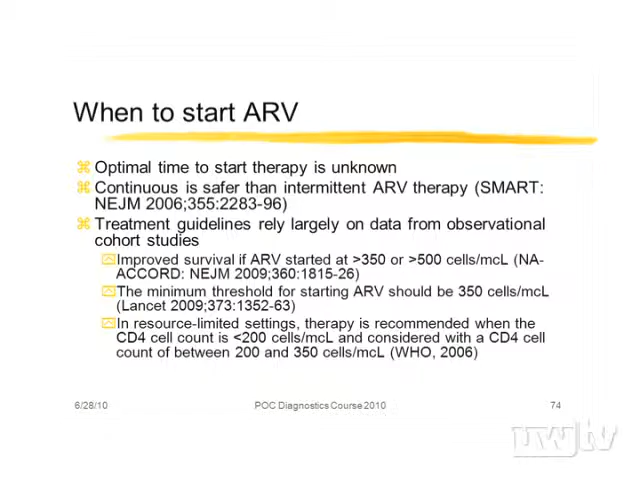 When to start ARV
Optimal time to start therapy is unknown
Continuous is safer than intermittent ARV therapy (SMART:
NEJM 2006;355:2283-96)
Treatment guidelines rely largely on data from observational
cohort studies
Improved survival if ARV started at >350 or >500 cells/mcL (NA-
ACCORD: NEJM 2009;360:1815-26)
The minimum threshold for starting ARV should be 350 cells/mcL
(Lancet 2009;373:1352-63)
In resource-limited settings, therapy is recommended when the
CD4 cell count is <200 cells/mcL and considered with a CD4 cell
count of between 200 and 350 cells/mcL (WHO, 2006)
6/28/10 POC Diagnostics Course 2010 74
uwtv